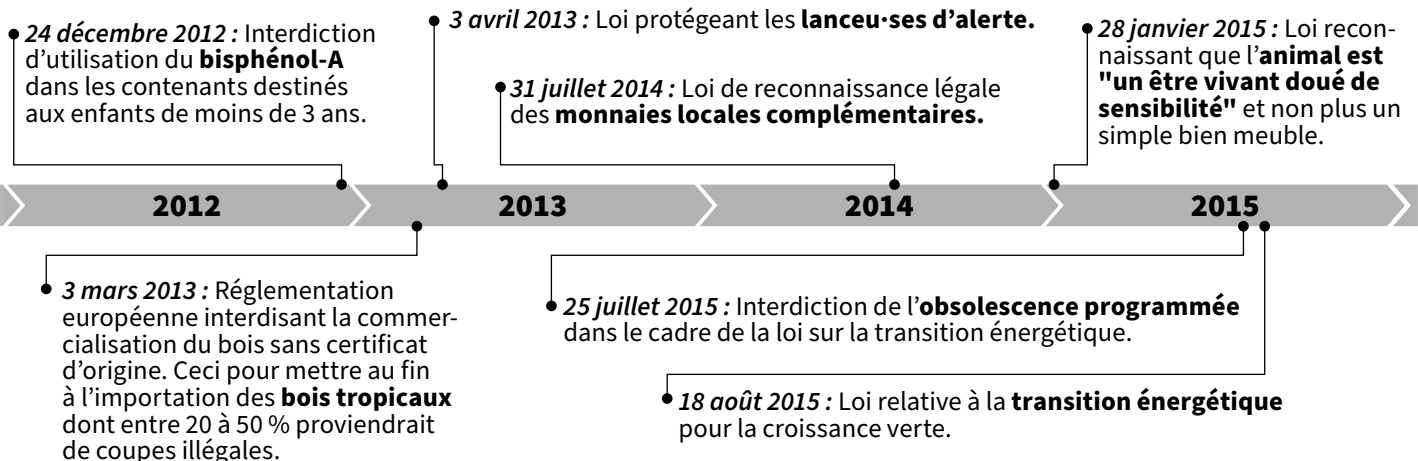 24 décembre 2012 : Interdiction
d'utilisation du bisphénol-A
dans les contenants destinés
aux enfants de moins de 3 ans.
3 avril 2013 : Loi protégeant les lanceu·ses d'alerte.
31 juillet 2014 : Loi de reconnaissance légale
des monnaies locales complémentaires.
28 janvier 2015 : Loi recon-
naissant que l'animal est
"un être vivant doué de
sensibilité" et non plus un
simple bien meuble.
2012
2013
2014
2015
3 mars 2013 : Réglementation
européenne interdisant la commer-
cialisation du bois sans certificat
d'origine. Ceci pour mettre au fin
à l'importation des bois tropicaux
dont entre 20 à 50 % proviendrait
de coupes illégales.
25 juillet 2015 : Interdiction de l'obsolescence programmée
dans le cadre de la loi sur la transition énergétique.
18 août 2015 : Loi relative à la transition énergétique
pour la croissance verte.